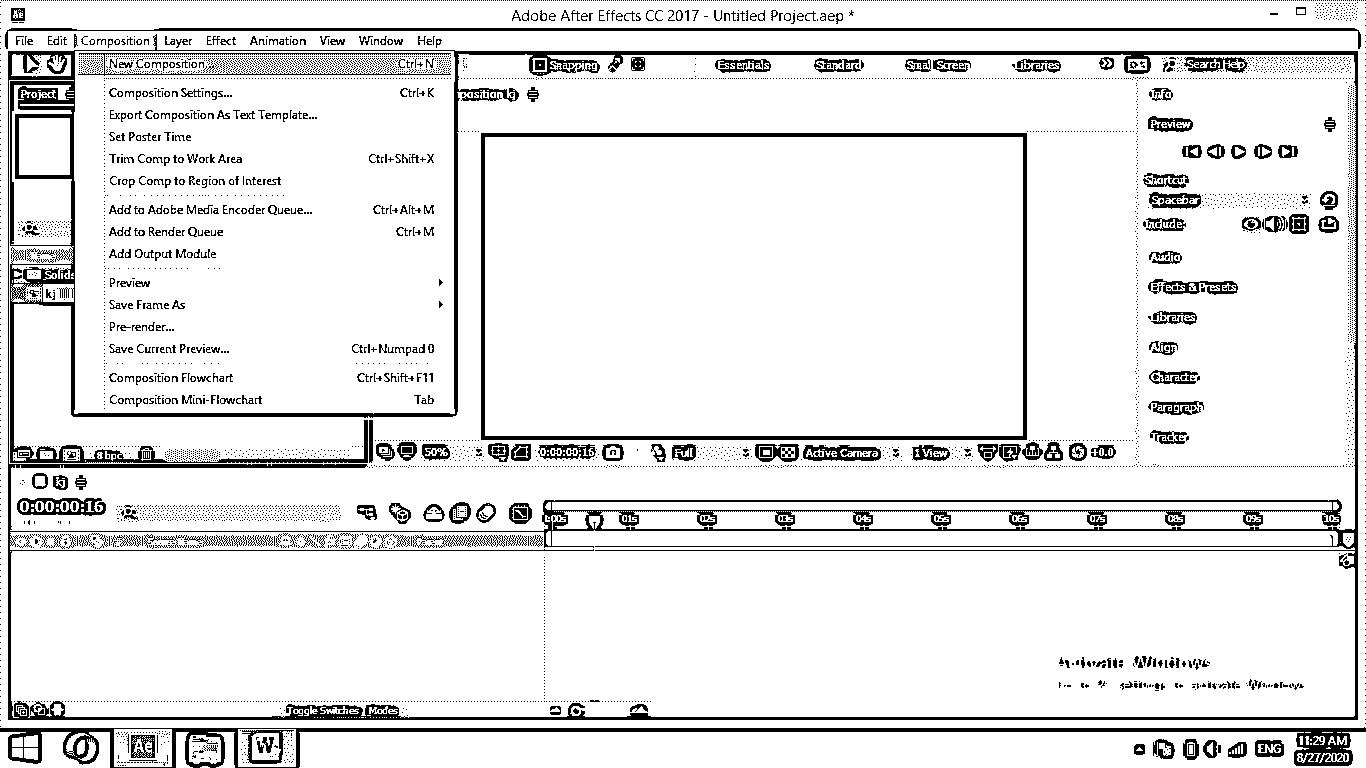 Adobe After Effects CC 2017 - Untitled Project.aep *
File Edit Composition Layer Effect Animation View Window Help
New Composition... Ctrl+N
Composition Settings... Ctrl+K
Export Composition As Text Template...
Set Poster Time
Trim Comp to Work Area Ctrl+Shift+X
Crop Comp to Region of Interest
Add to Adobe Media Encoder Queue... Ctrl+Alt+M
Add to Render Queue Ctrl+M
Add Output Module
Preview
Save Frame As
Pre-render...
Save Current Preview... Ctrl+Numpad 0
Composition Flowchart Ctrl+Shift+F11
Composition Mini-Flowchart Tab
Snapping Essentials Standard Small Screen Libraries Search Help
Project
Solids
kj
8 bpc
Info
Preview
Shortcut
Spacebar
Include:
Audio
Effects & Presets
Libraries
Align
Character
Paragraph
Tracker
50% 0:00:00:16 Full Active Camera 1 View +0.0
kj
0:00:00:16
01s 02s 03s 04s 05s 06s 07s 08s 09s 10s
Activate Windows
Go to PC settings to activate Windows.
Toggle Switches / Modes
Ae W ENG
11:29 AM
8/27/2020